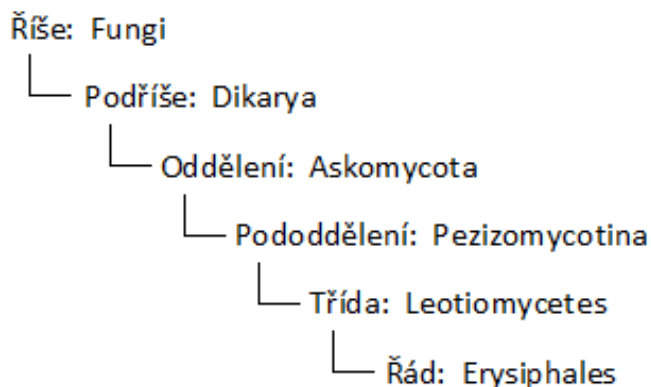 Říše: Fungi
Podříše: Dikarya
Oddělení: Askomycota
Pododdělení: Pezizomycotina
Třída: Leotiomycetes
Řád: Erysiphales